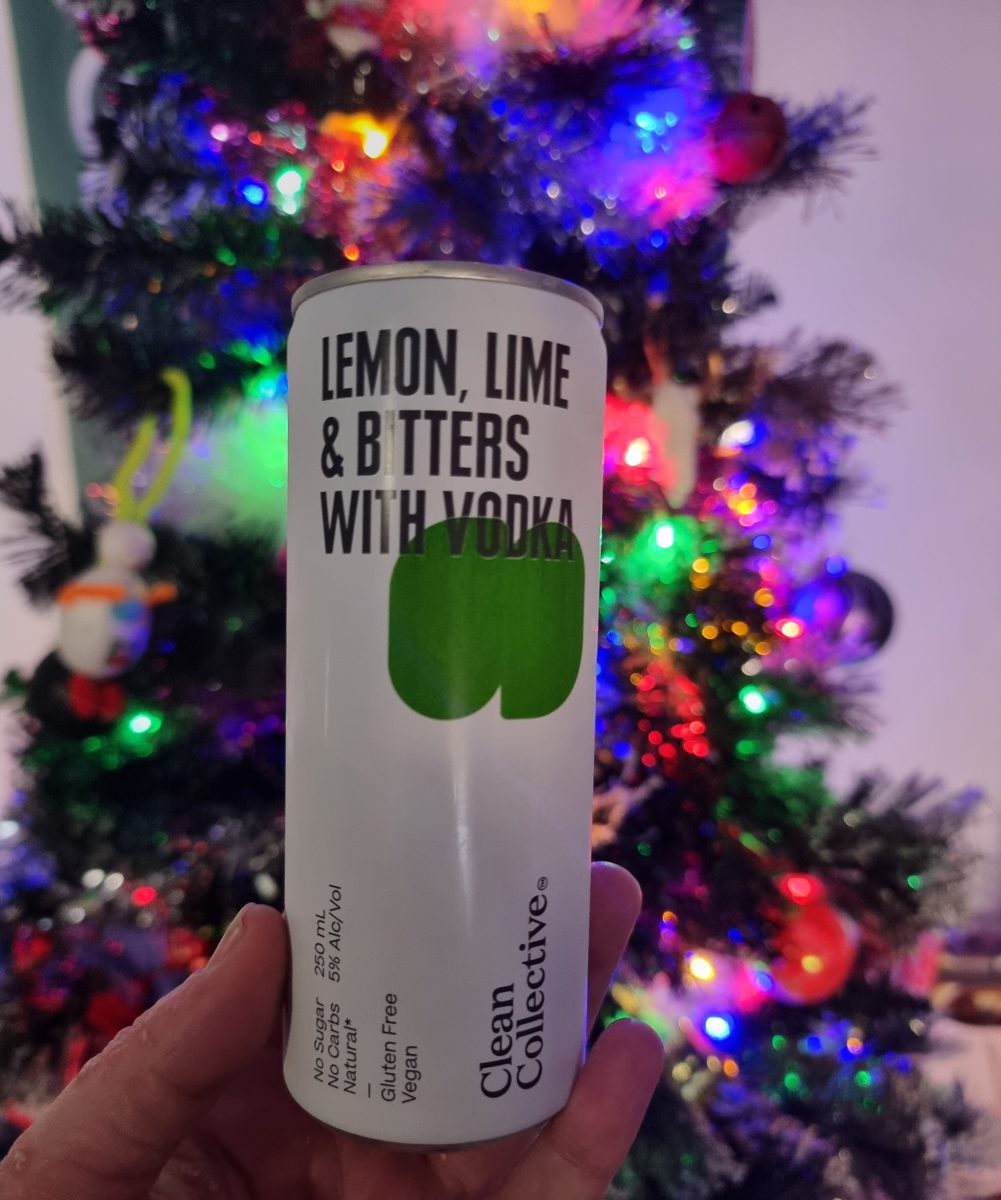 LEMON, LIME
& BITTERS
WITH VODKA
No Sugar 250 mL
No Carbs 5% Alc/Vol
Natural*
—
Gluten Free
Vegan
Clean
Collective®